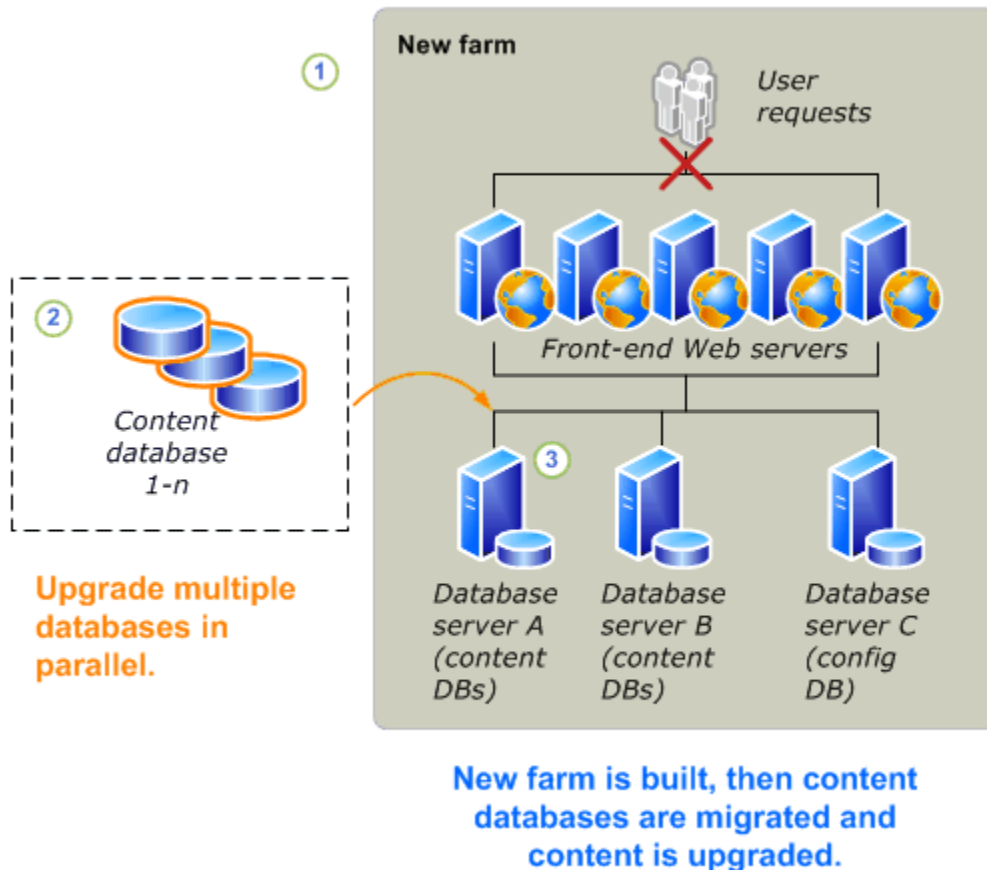 New farm
1
User
requests
Front-end Web servers
2
Content
database
1-n
3
Database
server A
(content
DBs)
Database
server B
(content
DBs)
Database
server C
(config
DB)
Upgrade multiple
databases in
parallel.
New farm is built, then content
databases are migrated and
content is upgraded.